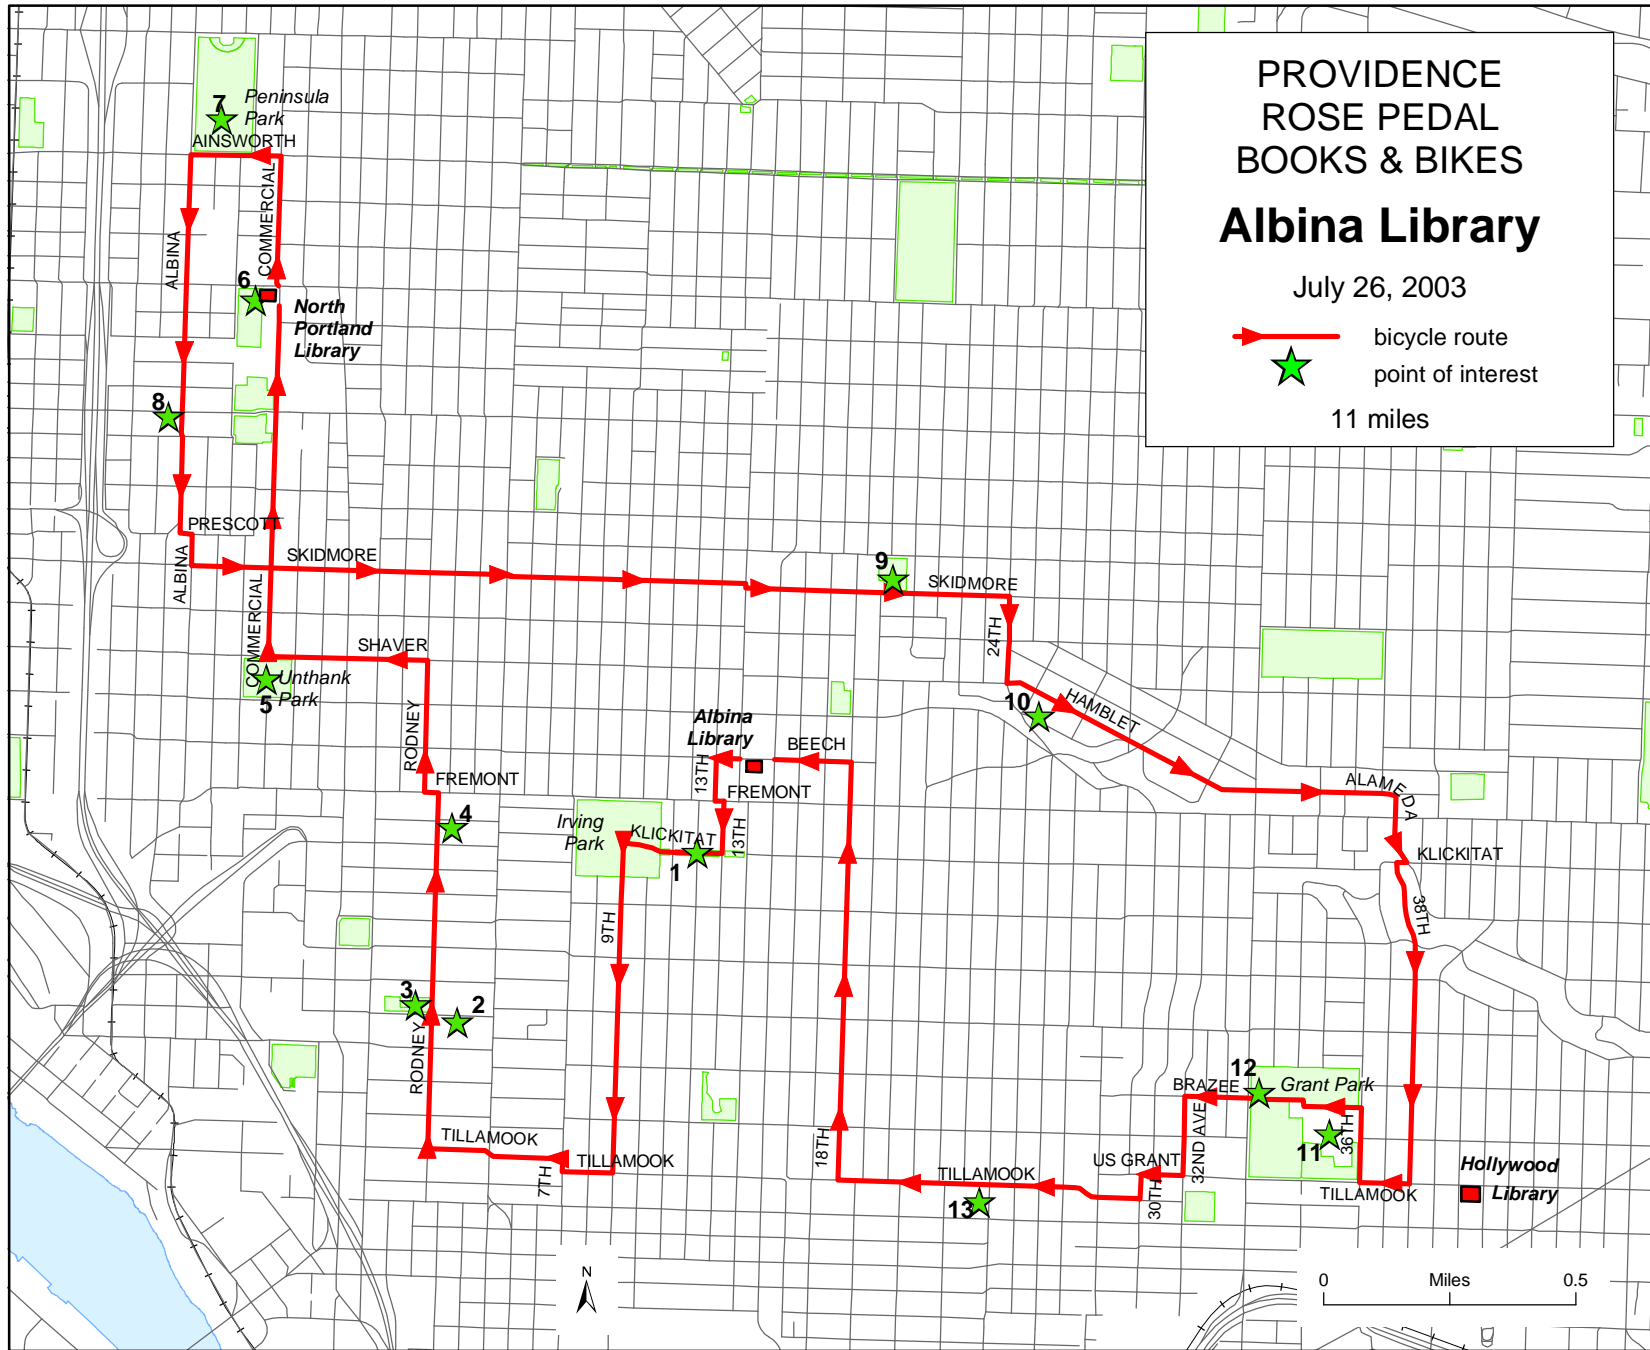 PROVIDENCE
ROSE PEDAL
BOOKS & BIKES
Albina Library
July 26, 2003
bicycle route
point of interest
11 miles
7
Peninsula
Park
AINSWORTH
COMMERCIAL
ALBINA
6
North
Portland
Library
8
PRESCOTT
ALBINA
SKIDMORE
9
SKIDMORE
COMMERCIAL
24TH
SHAVER
Unthank
Park
5
RODNEY
10
HAMBLET
Albina
Library
BEECH
13TH
FREMONT
FREMONT
ALAMEDA
4
Irving
Park
KLICKITAT
13TH
1
KLICKITAT
38TH
9TH
3
2
RODNEY
12
Grant Park
BRAZEE
32ND AVE
36TH
11
TILLAMOOK
TILLAMOOK
7TH
18TH
TILLAMOOK
13
US GRANT
30TH
TILLAMOOK
Hollywood
Library
N
0
Miles
0.5